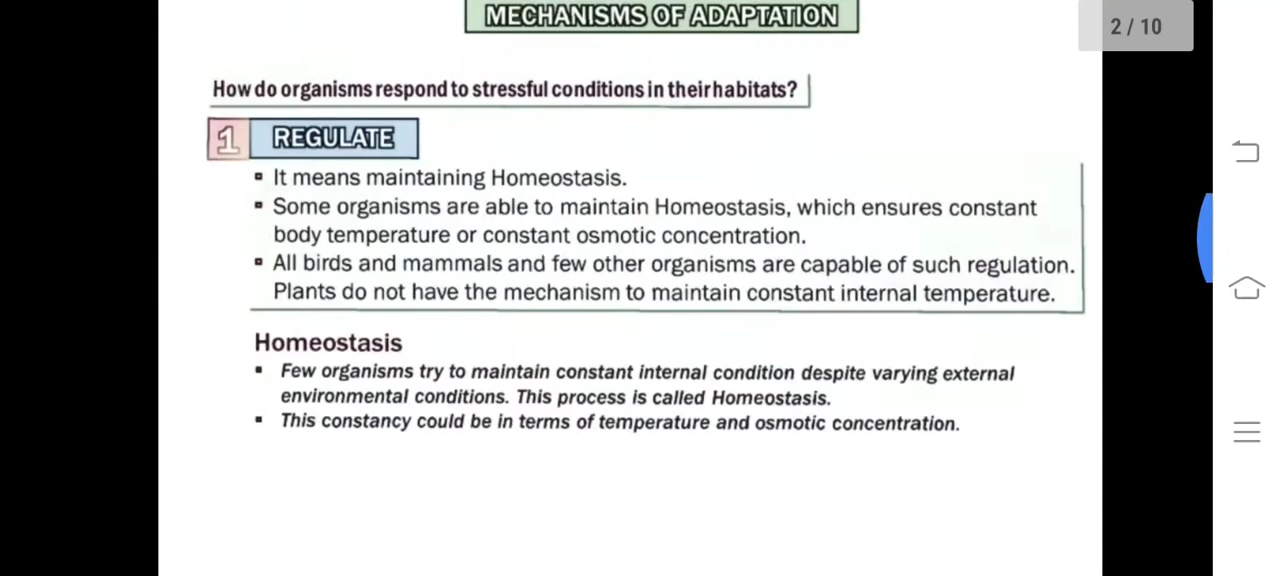 MECHANISMS OF ADAPTATION
2 / 10
How do organisms respond to stressful conditions in their habitats?
1 REGULATE
▪ It means maintaining Homeostasis.
▪ Some organisms are able to maintain Homeostasis, which ensures constant
body temperature or constant osmotic concentration.
▪ All birds and mammals and few other organisms are capable of such regulation.
Plants do not have the mechanism to maintain constant internal temperature.
Homeostasis
▪ Few organisms try to maintain constant internal condition despite varying external
environmental conditions. This process is called Homeostasis.
▪ This constancy could be in terms of temperature and osmotic concentration.